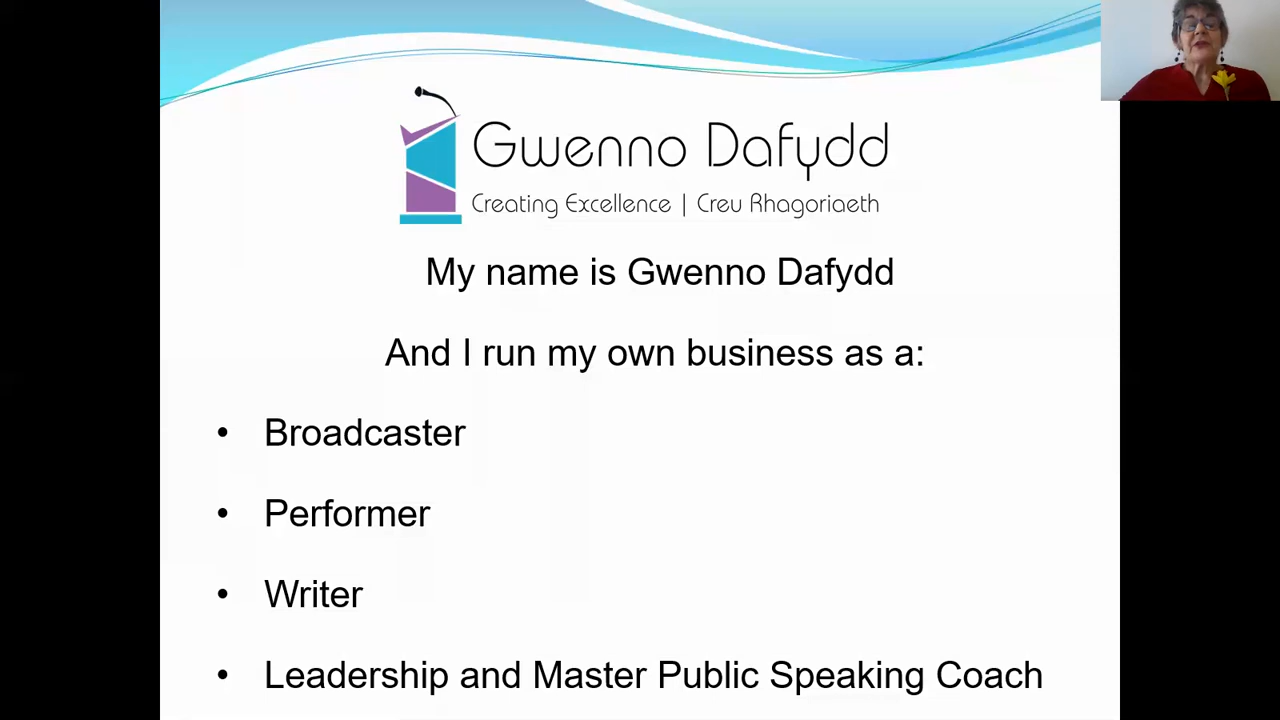 Gwenno Dafydd
Creating Excellence | Creu Rhagoriaeth
My name is Gwenno Dafydd
And I run my own business as a:
• Broadcaster
• Performer
• Writer
• Leadership and Master Public Speaking Coach